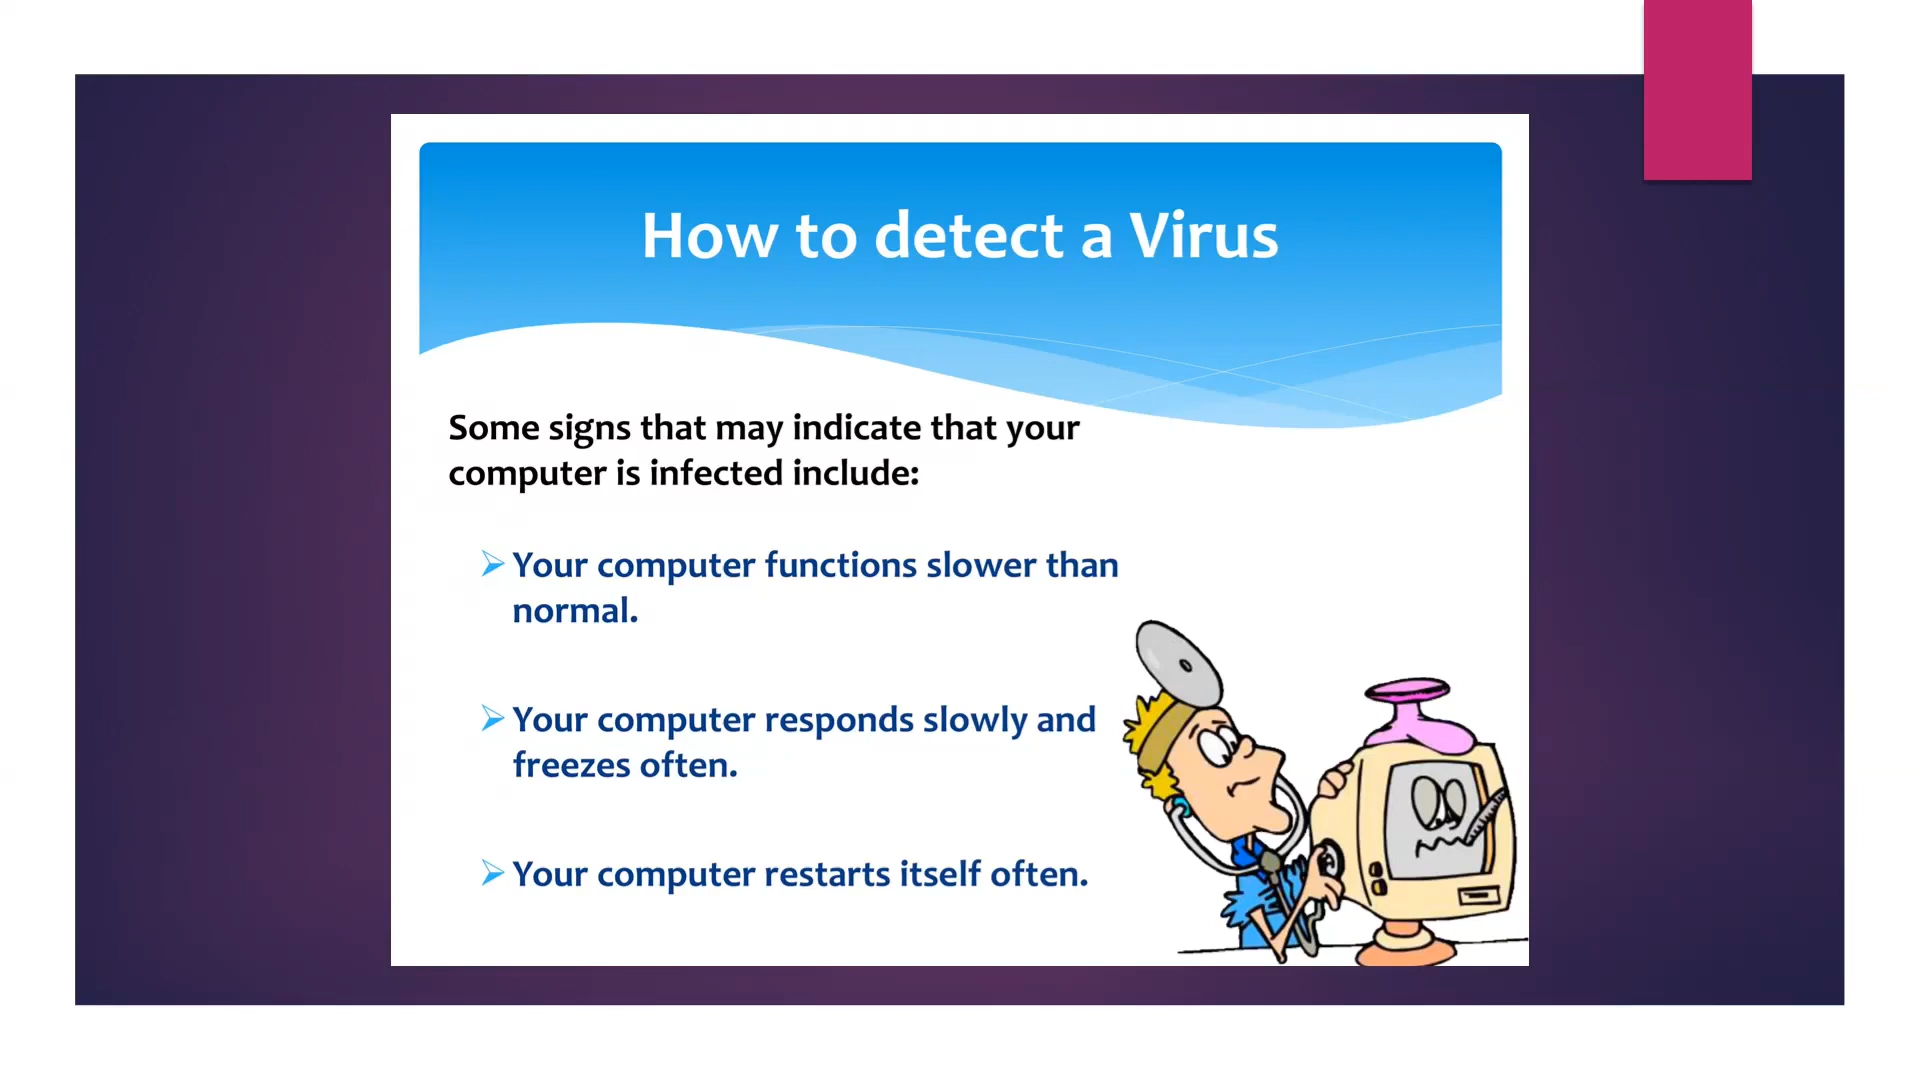 How to detect a Virus
Some signs that may indicate that your
computer is infected include:
Your computer functions slower than
normal.
Your computer responds slowly and
freezes often.
Your computer restarts itself often.